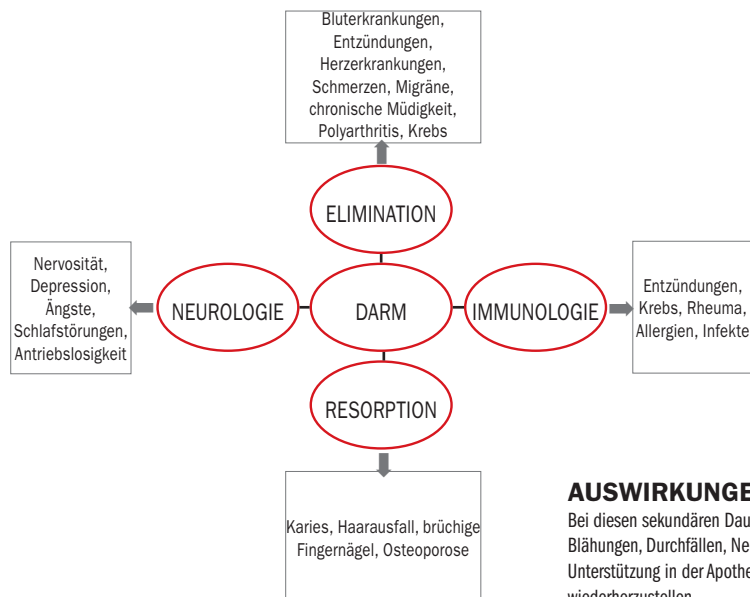 Bluterkrankungen,
Entzündungen,
Herzerkrankungen,
Schmerzen, Migräne,
chronische Müdigkeit,
Polyarthritis, Krebs
ELIMINATION
Nervosität,
Depression,
Ängste,
Schlafstörungen,
Antriebslosigkeit
NEUROLOGIE
DARM
IMMUNOLOGIE
Entzündungen,
Krebs, Rheuma,
Allergien, Infekte
RESORPTION
Karies, Haarausfall, brüchige
Fingernägel, Osteoporose
Bei diesen sekundären
Blähungen, Durchfällen,
Unterstützung in der
wiederherzustellen